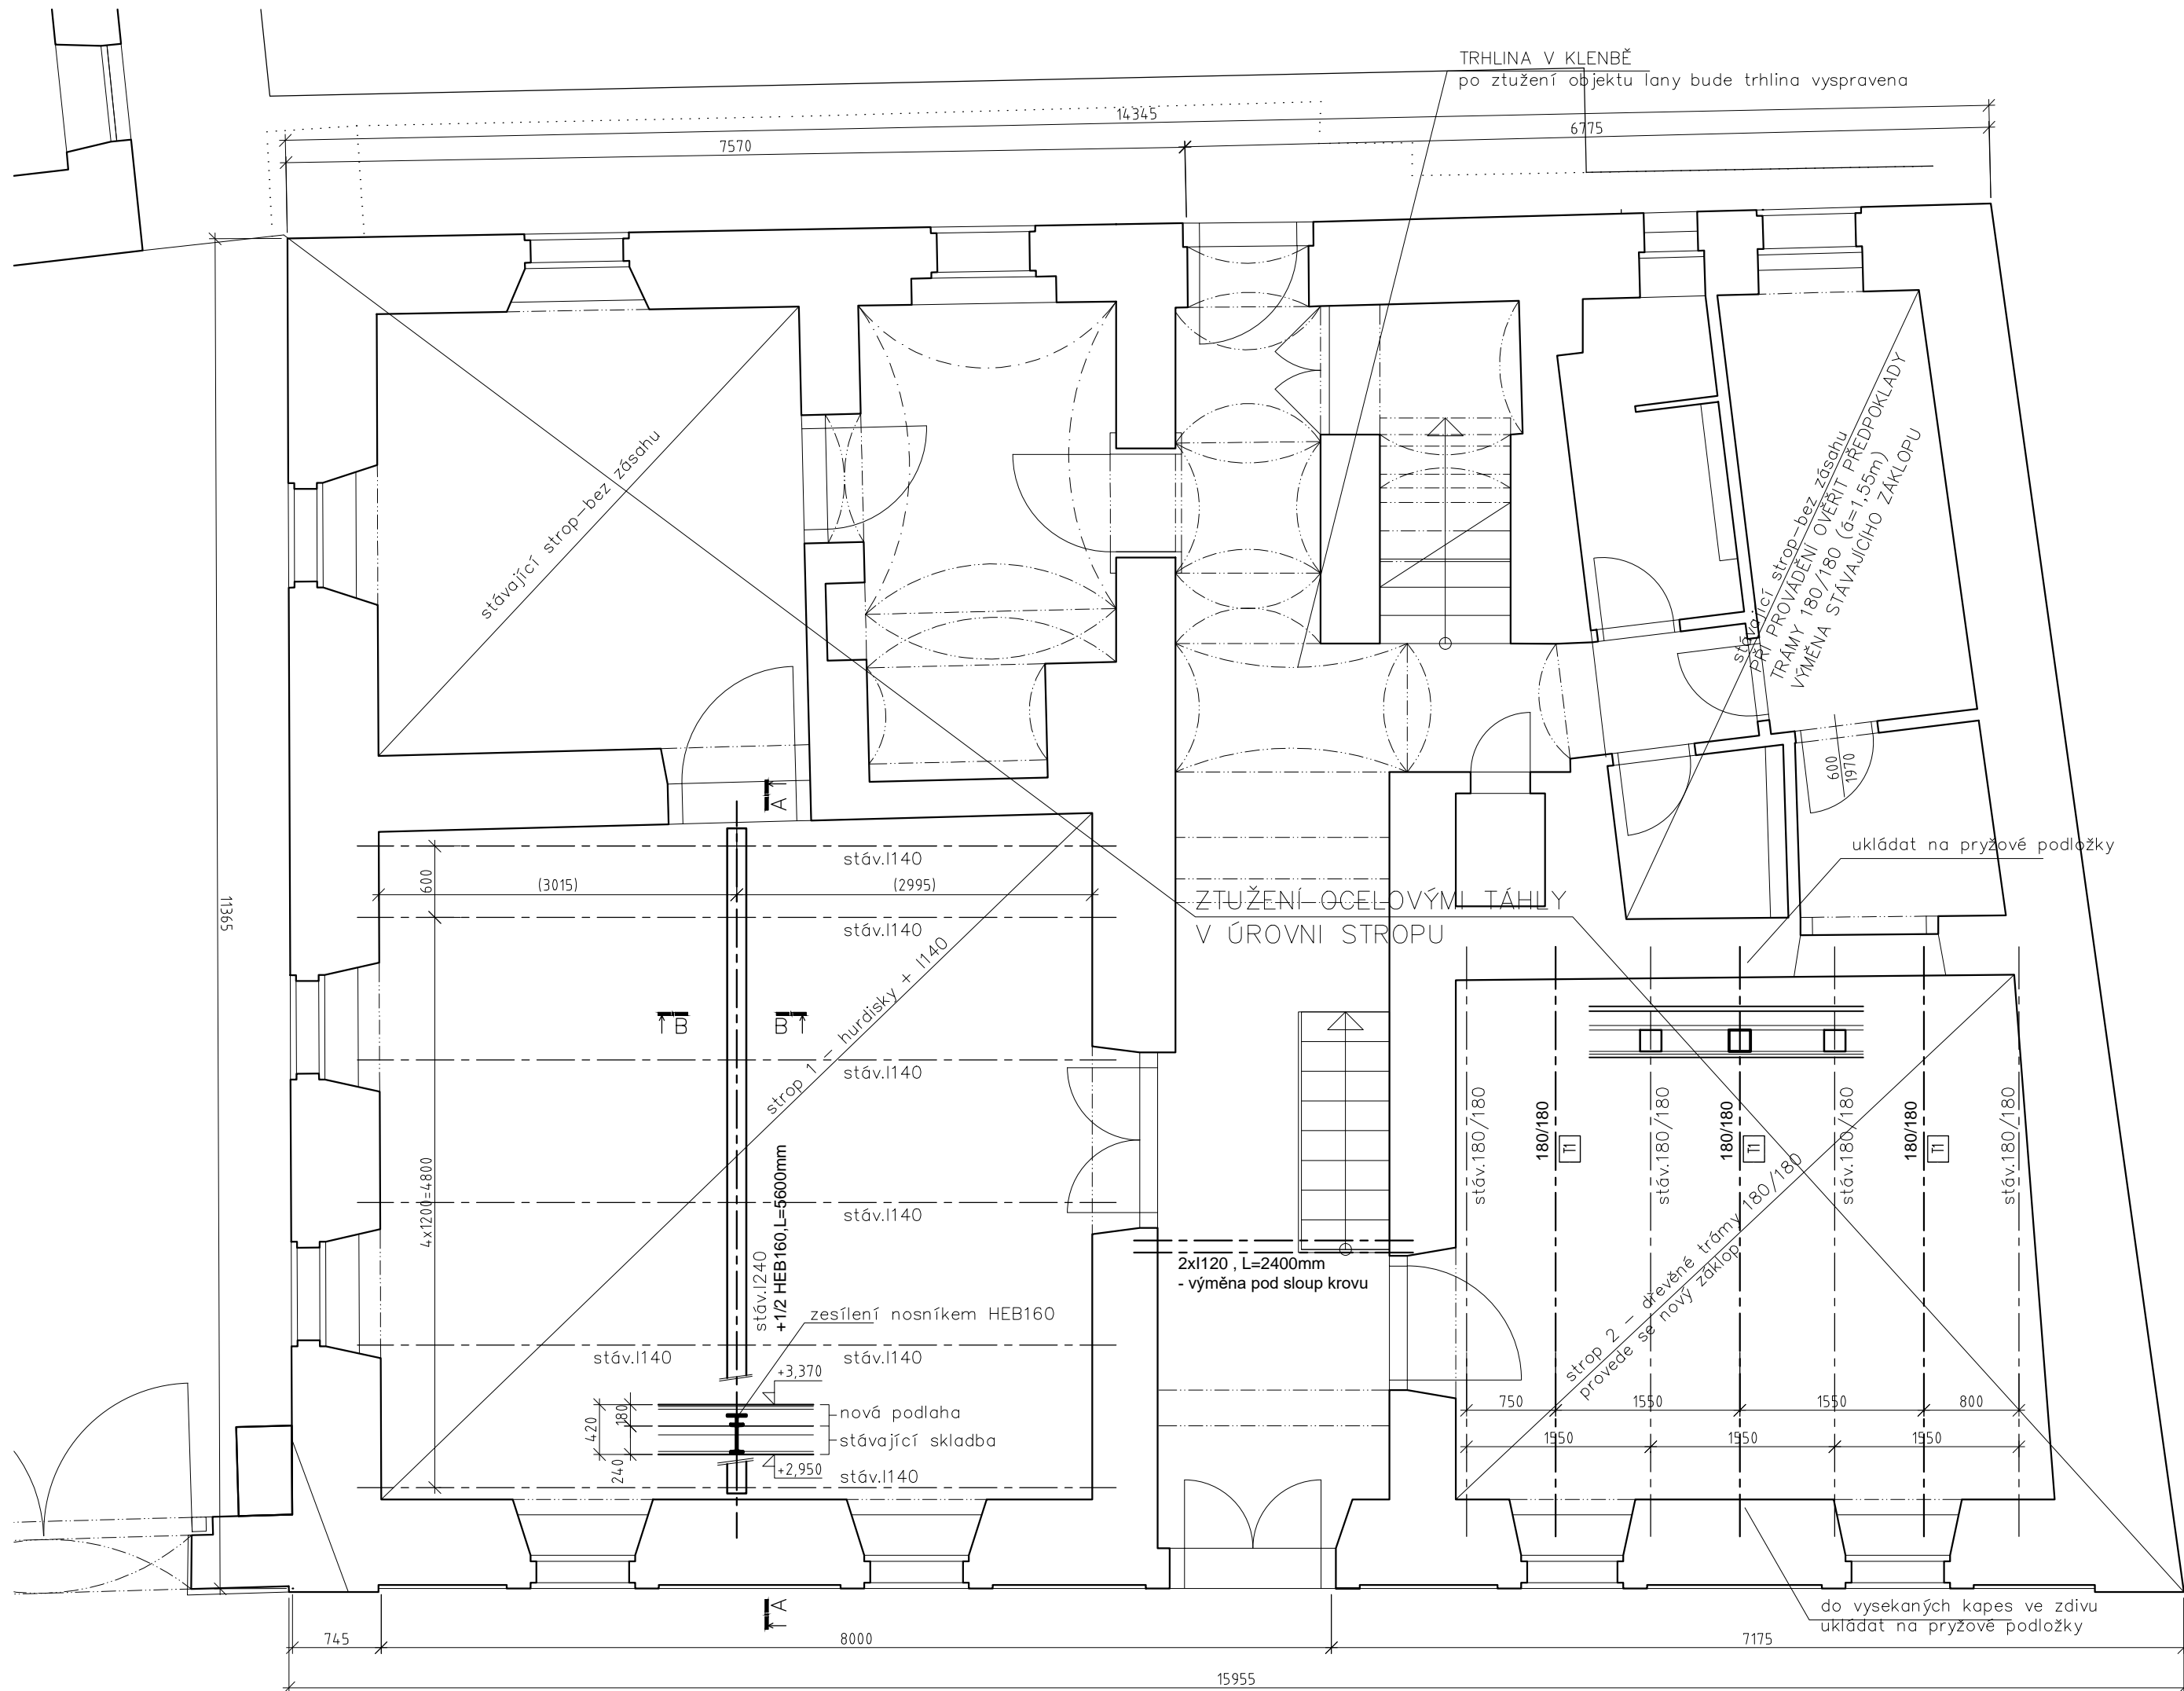 TRHLINA V KLENBĚ
po ztužení objektu lany bude trhlina vyspravena
14345
7570
6775
11365
stávající strop-bez zásahu
stávající strop-bez zásahu
PŘI PROVÁDĚNÍ OVĚŘIT PŘEDPOKLADY
TRÁMY 180/180 (á=1,55m)
VÝMĚNA STÁVAJÍCÍHO ZÁKLOPU
600
1970
A
stáv.I140
600
(3015)
(2995)
stáv.I140
ukládat na pryžové podložky
ZTUŽENÍ OCELOVÝMI TÁHLY
V ÚROVNI STROPU
B
B
stáv.I140
strop 1 - hurdisky + I140
4x1200=4800
stáv.I140
stáv.I240
+1/2 HEB160,L=5600mm
2xI120 , L=2400mm
- výměna pod sloup krovu
stáv.180/180
180/180
T1
stáv.180/180
180/180
T1
stáv.180/180
180/180
T1
stáv.180/180
strop 2 - dřevěné trámy 180/180
provede se nový záklop
zesílení nosníkem HEB160
stáv.I140
stáv.I140
+3,370
420
180
240
nová podlaha
stávající skladba
+2,950
stáv.I140
750
1550
1550
800
1550
1550
1550
A
do vysekaných kapes ve zdivu
ukládat na pryžové podložky
745
8000
7175
15955